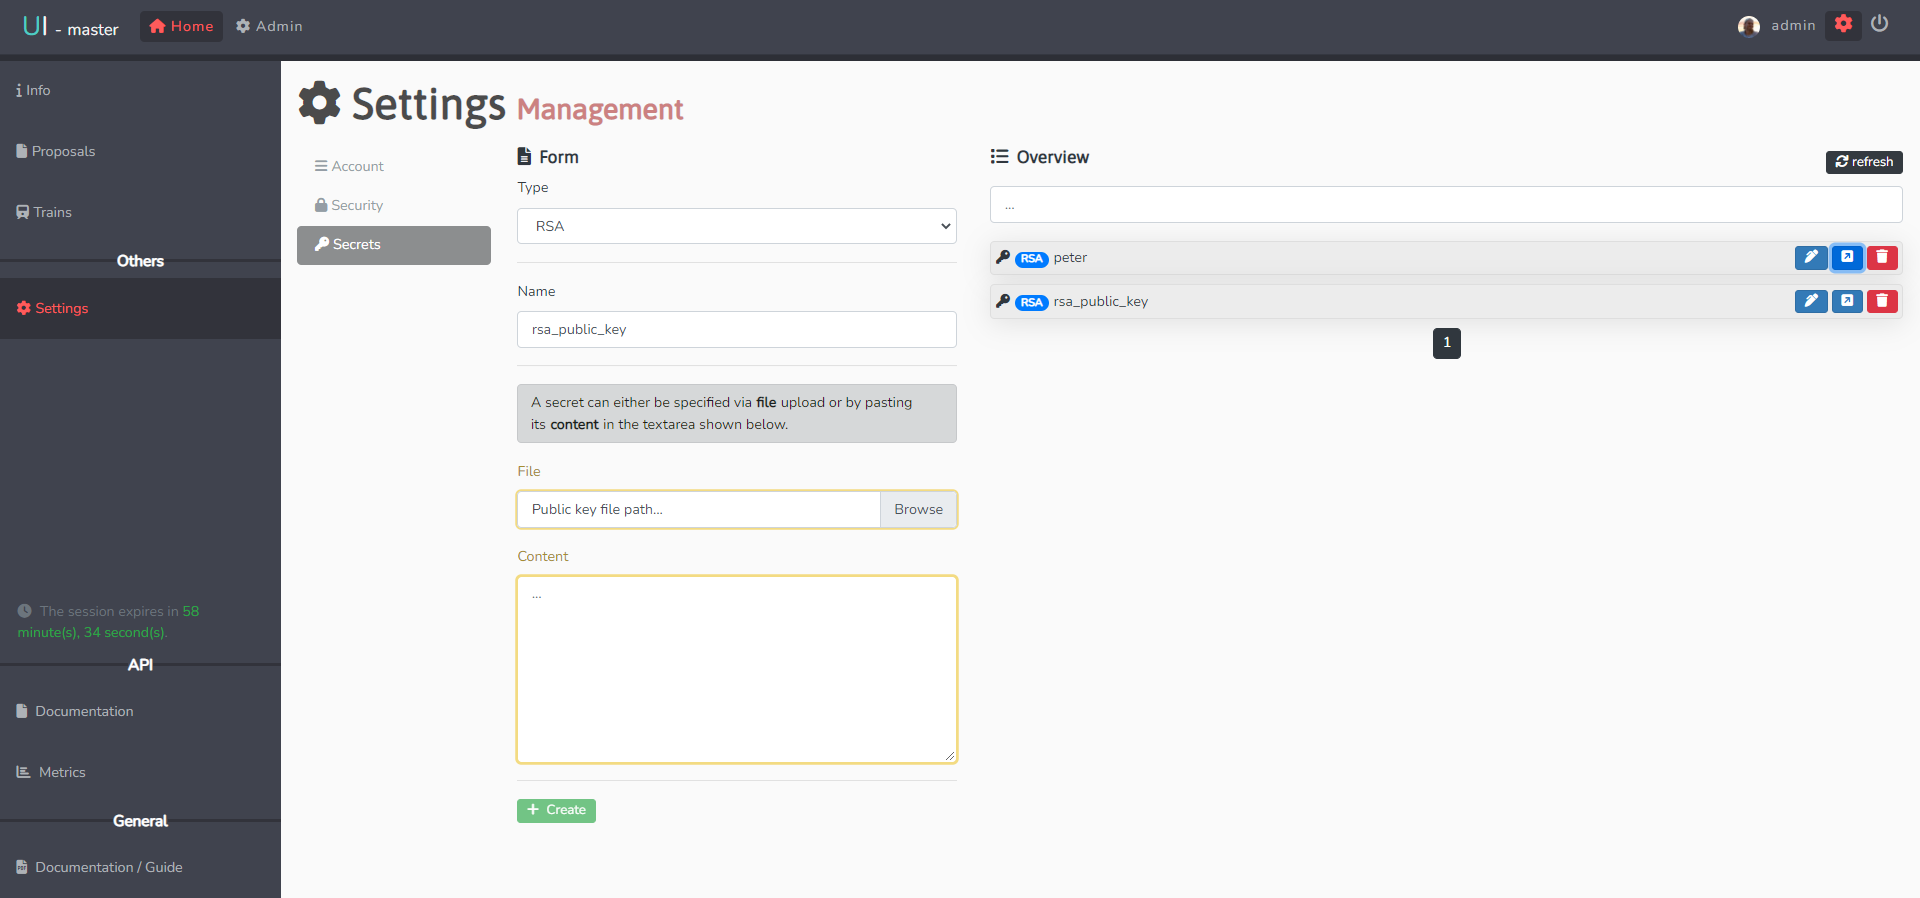 UI - master
Home
Admin
admin
Info
Proposals
Trains
Others
Settings
The session expires in 58
minute(s), 34 second(s).
API
Documentation
Metrics
General
Documentation / Guide
Settings Management
Account
Security
Secrets
Form
Type
RSA
Name
rsa_public_key
A secret can either be specified via file upload or by pasting
its content in the textarea shown below.
File
Public key file path...
Browse
Content
...
Create
Overview
refresh
...
RSA peter
RSA rsa_public_key
1